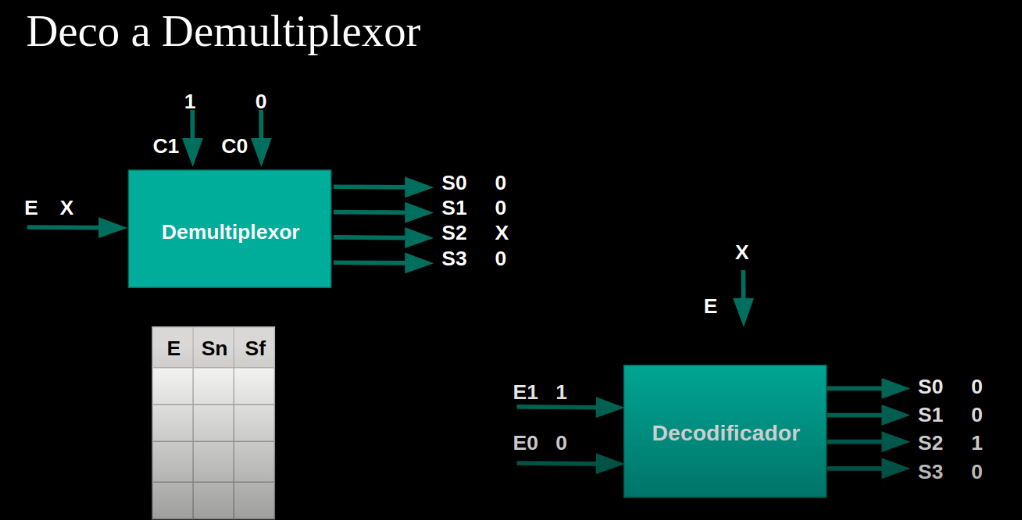 Deco a Demultiplexor
1 0
C1 C0
E X
Demultiplexor
S0 0
S1 0
S2 X
S3 0
E Sn Sf
X
E
E1 1
E0 0
Decodificador
S0 0
S1 0
S2 1
S3 0